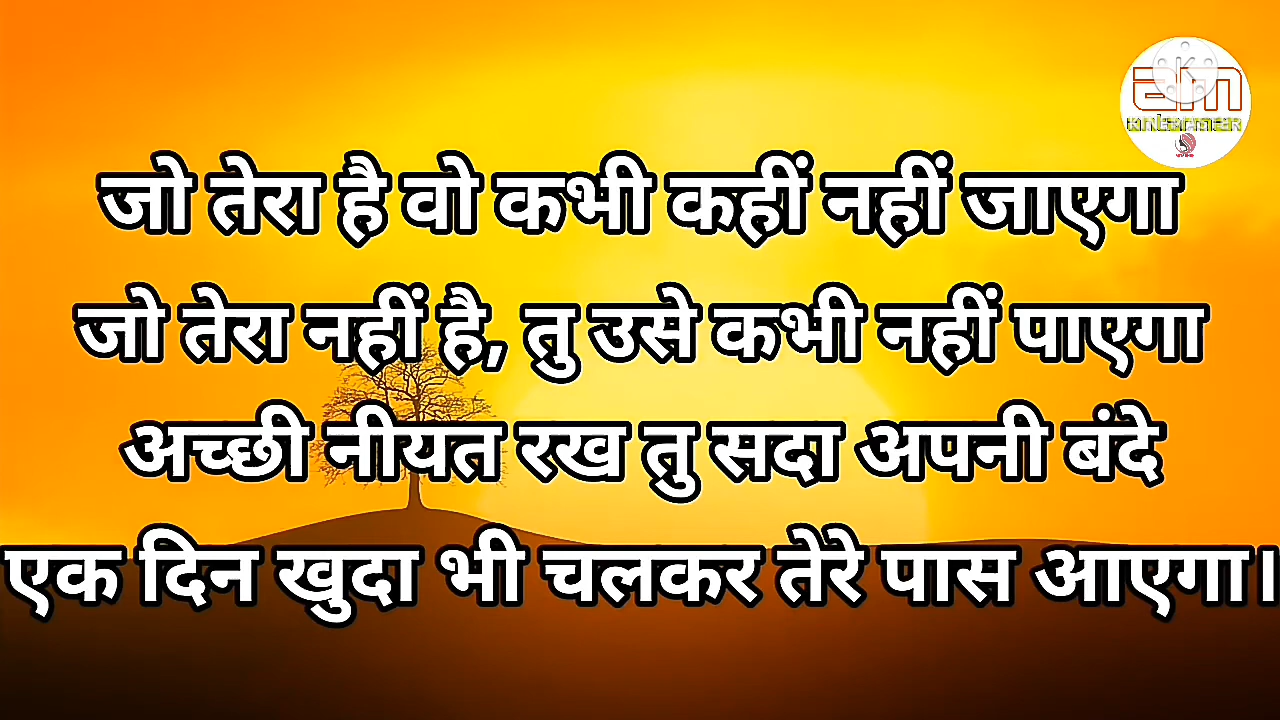 जो तेरा है वो कभी कहीं नहीं जाएगा
जो तेरा नहीं है, तु उसे कभी नहीं पाएगा
अच्छी नीयत रख तु सदा अपनी बंदे
एक दिन खुदा भी चलकर तेरे पास आएगा।